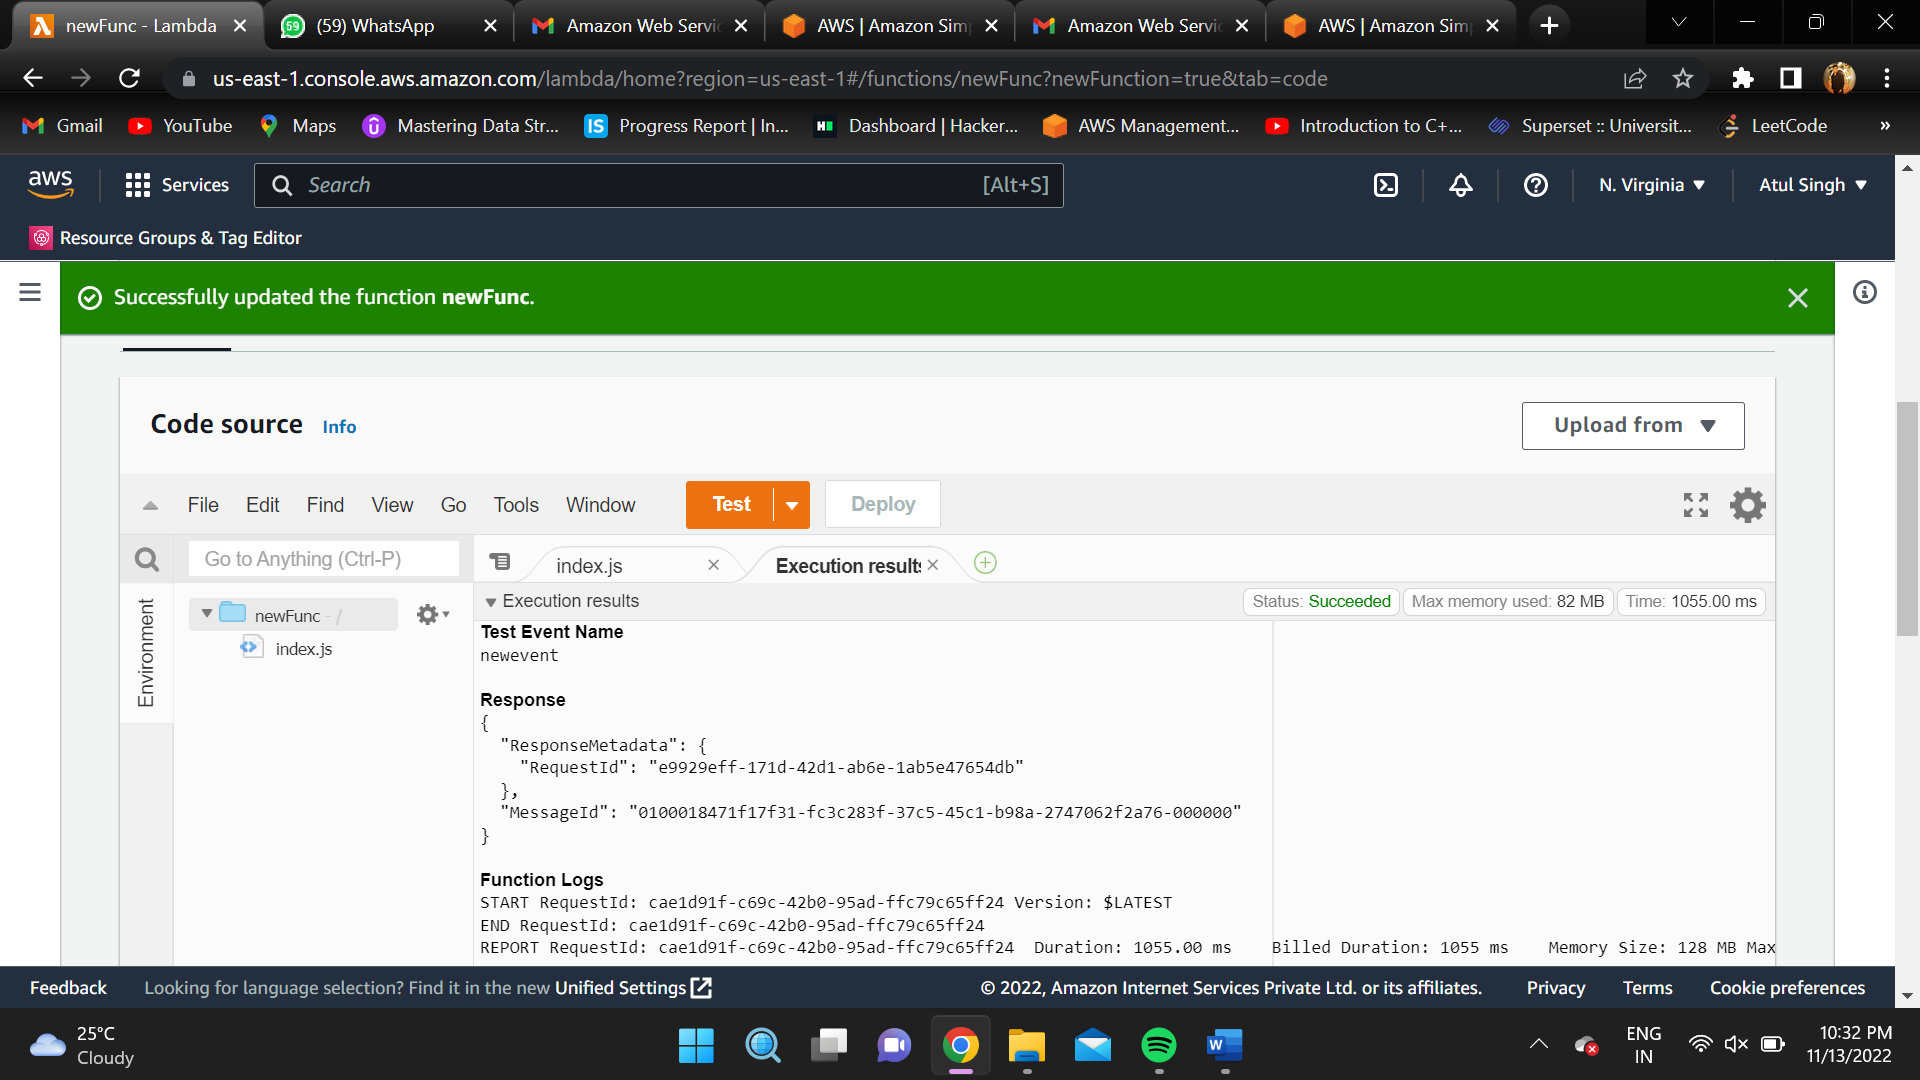 newFunc - Lambda
(59) WhatsApp
Amazon Web Servic
AWS | Amazon Sim
Amazon Web Servic
AWS | Amazon Sim
us-east-1.console.aws.amazon.com/lambda/home?region=us-east-1#/functions/newFunc?newFunction=true&tab=code
Gmail
YouTube
Maps
Mastering Data Str...
Progress Report | In...
Dashboard | Hacker...
AWS Management...
Introduction to C+...
Superset :: Universit...
LeetCode
»
aws
Services
Search
[Alt+S]
N. Virginia
Atul Singh
Resource Groups & Tag Editor
Successfully updated the function newFunc.
Code source Info
Upload from
File Edit Find View Go Tools Window
Test
Deploy
Go to Anything (Ctrl-P)
index.js
Execution results
Environment
newFunc - /
index.js
Execution results
Status: Succeeded
Max memory used: 82 MB
Time: 1055.00 ms
Test Event Name
newevent
Response
{
"ResponseMetadata": {
"RequestId": "e9929eff-171d-42d1-ab6e-1ab5e47654db"
},
"MessageId": "0100018471f17f31-fc3c283f-37c5-45c1-b98a-2747062f2a76-000000"
}
Function Logs
START RequestId: cae1d91f-c69c-42b0-95ad-ffc79c65ff24 Version: $LATEST
END RequestId: cae1d91f-c69c-42b0-95ad-ffc79c65ff24
REPORT RequestId: cae1d91f-c69c-42b0-95ad-ffc79c65ff24 Duration: 1055.00 ms Billed Duration: 1055 ms Memory Size: 128 MB Max
Feedback
Looking for language selection? Find it in the new Unified Settings
© 2022, Amazon Internet Services Private Ltd. or its affiliates.
Privacy
Terms
Cookie preferences
25°C
Cloudy
ENG
IN
10:32 PM
11/13/2022